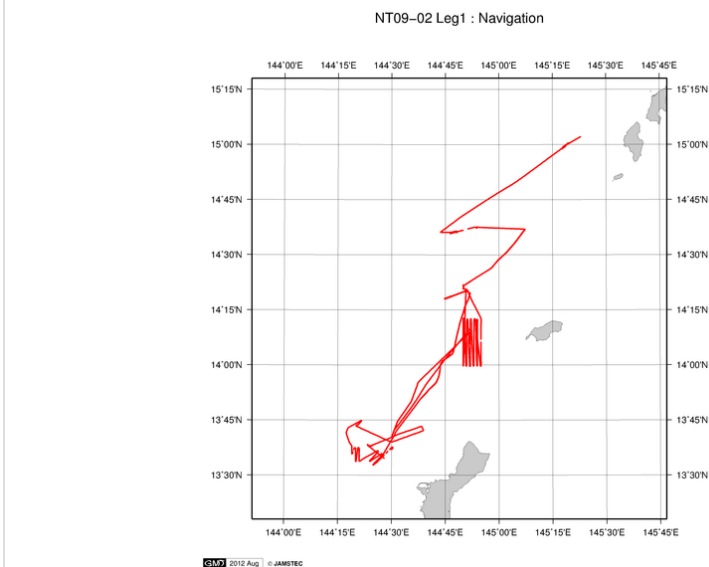 NT09−02 Leg1 : Navigation
144˚00'E 144˚15'E 144˚30'E 144˚45'E 145˚00'E 145˚15'E 145˚30'E 145˚45'E
15˚15'N 15˚15'N
15˚00'N 15˚00'N
14˚45'N 14˚45'N
14˚30'N 14˚30'N
14˚15'N 14˚15'N
14˚00'N 14˚00'N
13˚45'N 13˚45'N
13˚30'N 13˚30'N
144˚00'E 144˚15'E 144˚30'E 144˚45'E 145˚00'E 145˚15'E 145˚30'E 145˚45'E
GMD 2012 Aug © JAMSTEC